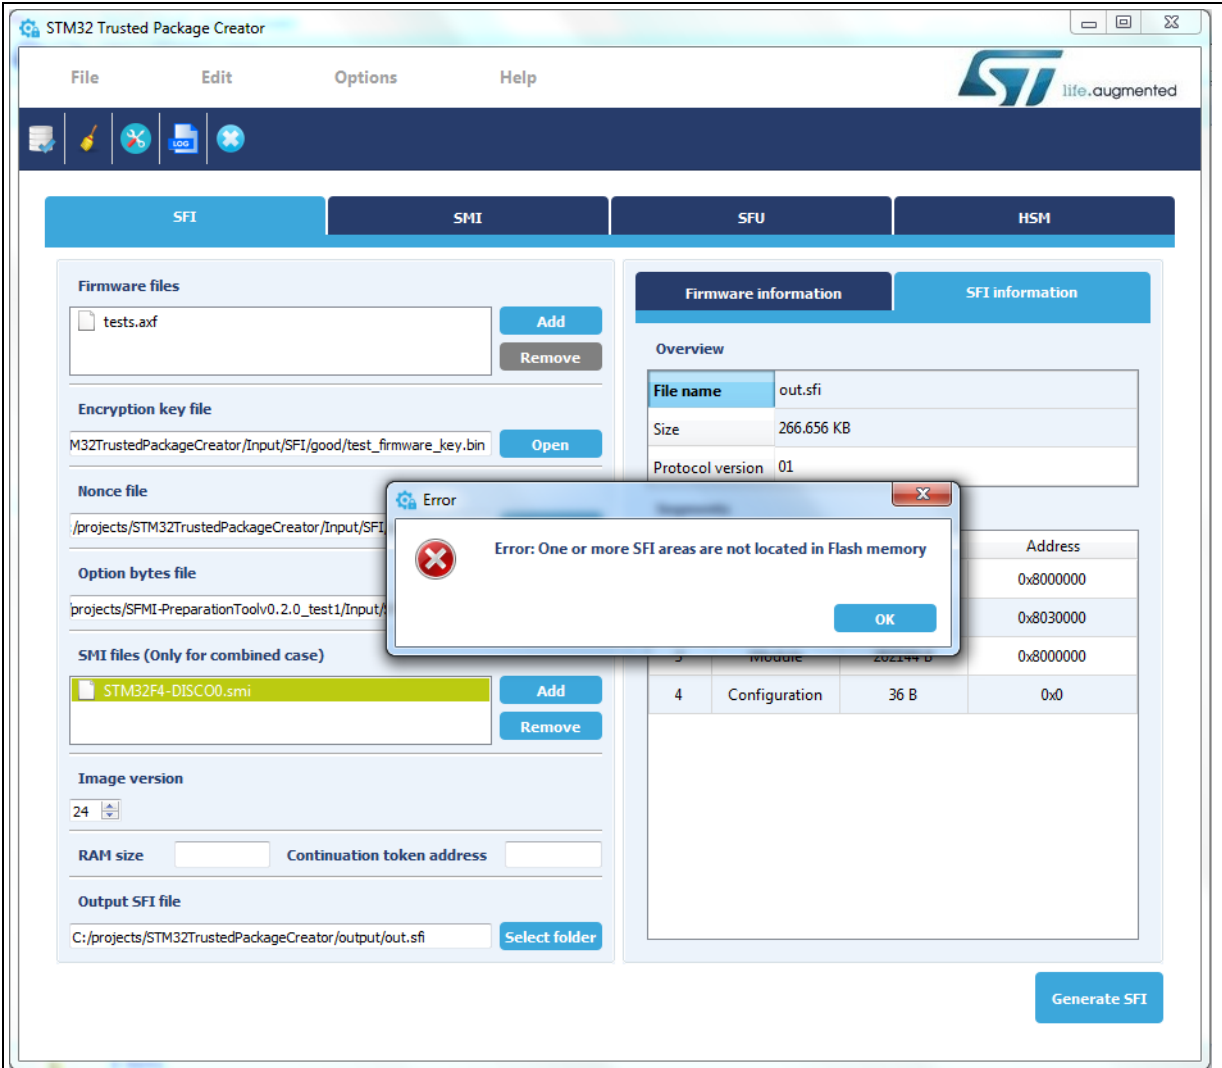 STM32 Trusted Package Creator
File Edit Options Help
ST life.augmented
LOG
SFI SMI SFU HSM
Firmware files
tests.axf
Add
Remove
Encryption key file
M32TrustedPackageCreator/Input/SFI/good/test_firmware_key.bin
Open
Nonce file
:/projects/STM32TrustedPackageCreator/Input/SFI
Option bytes file
projects/SFMI-PreparationToolv0.2.0_test1/Input/
SMI files (Only for combined case)
STM32F4-DISCO0.smi
Add
Remove
Image version
24
RAM size Continuation token address
Output SFI file
C:/projects/STM32TrustedPackageCreator/output/out.sfi
Select folder
Firmware information SFI information
Overview
File name out.sfi
Size 266.656 KB
Protocol version 01
Segments
Address
0x8000000
0x8030000
3 Module 202144 B 0x8000000
4 Configuration 36 B 0x0
Error
Error: One or more SFI areas are not located in Flash memory
OK
Generate SFI